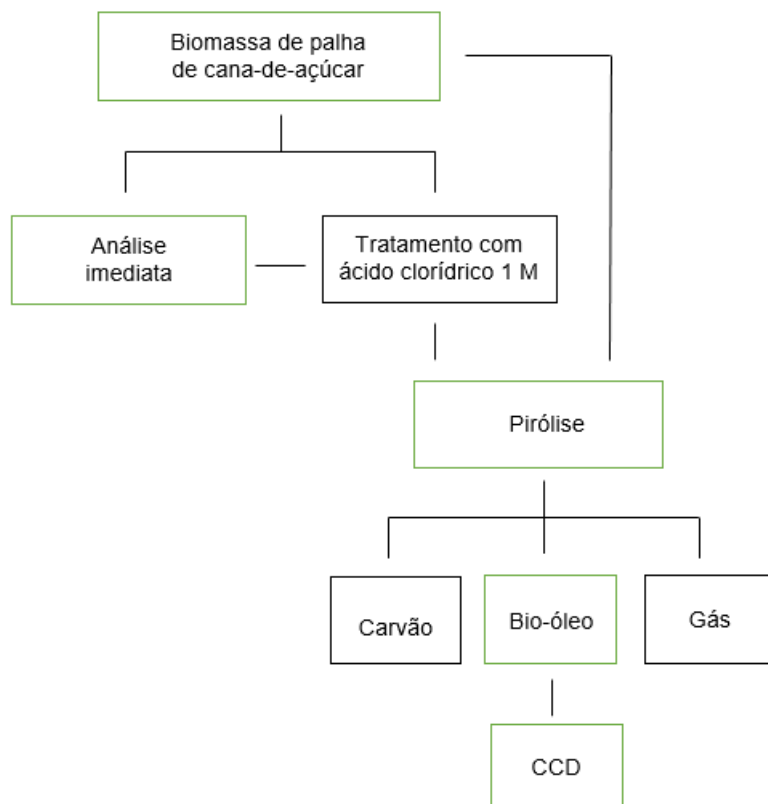 Biomassa de palha
de cana-de-açúcar
Análise
imediata
Tratamento com
ácido clorídrico 1 M
Pirólise
Carvão
Bio-óleo
Gás
CCD